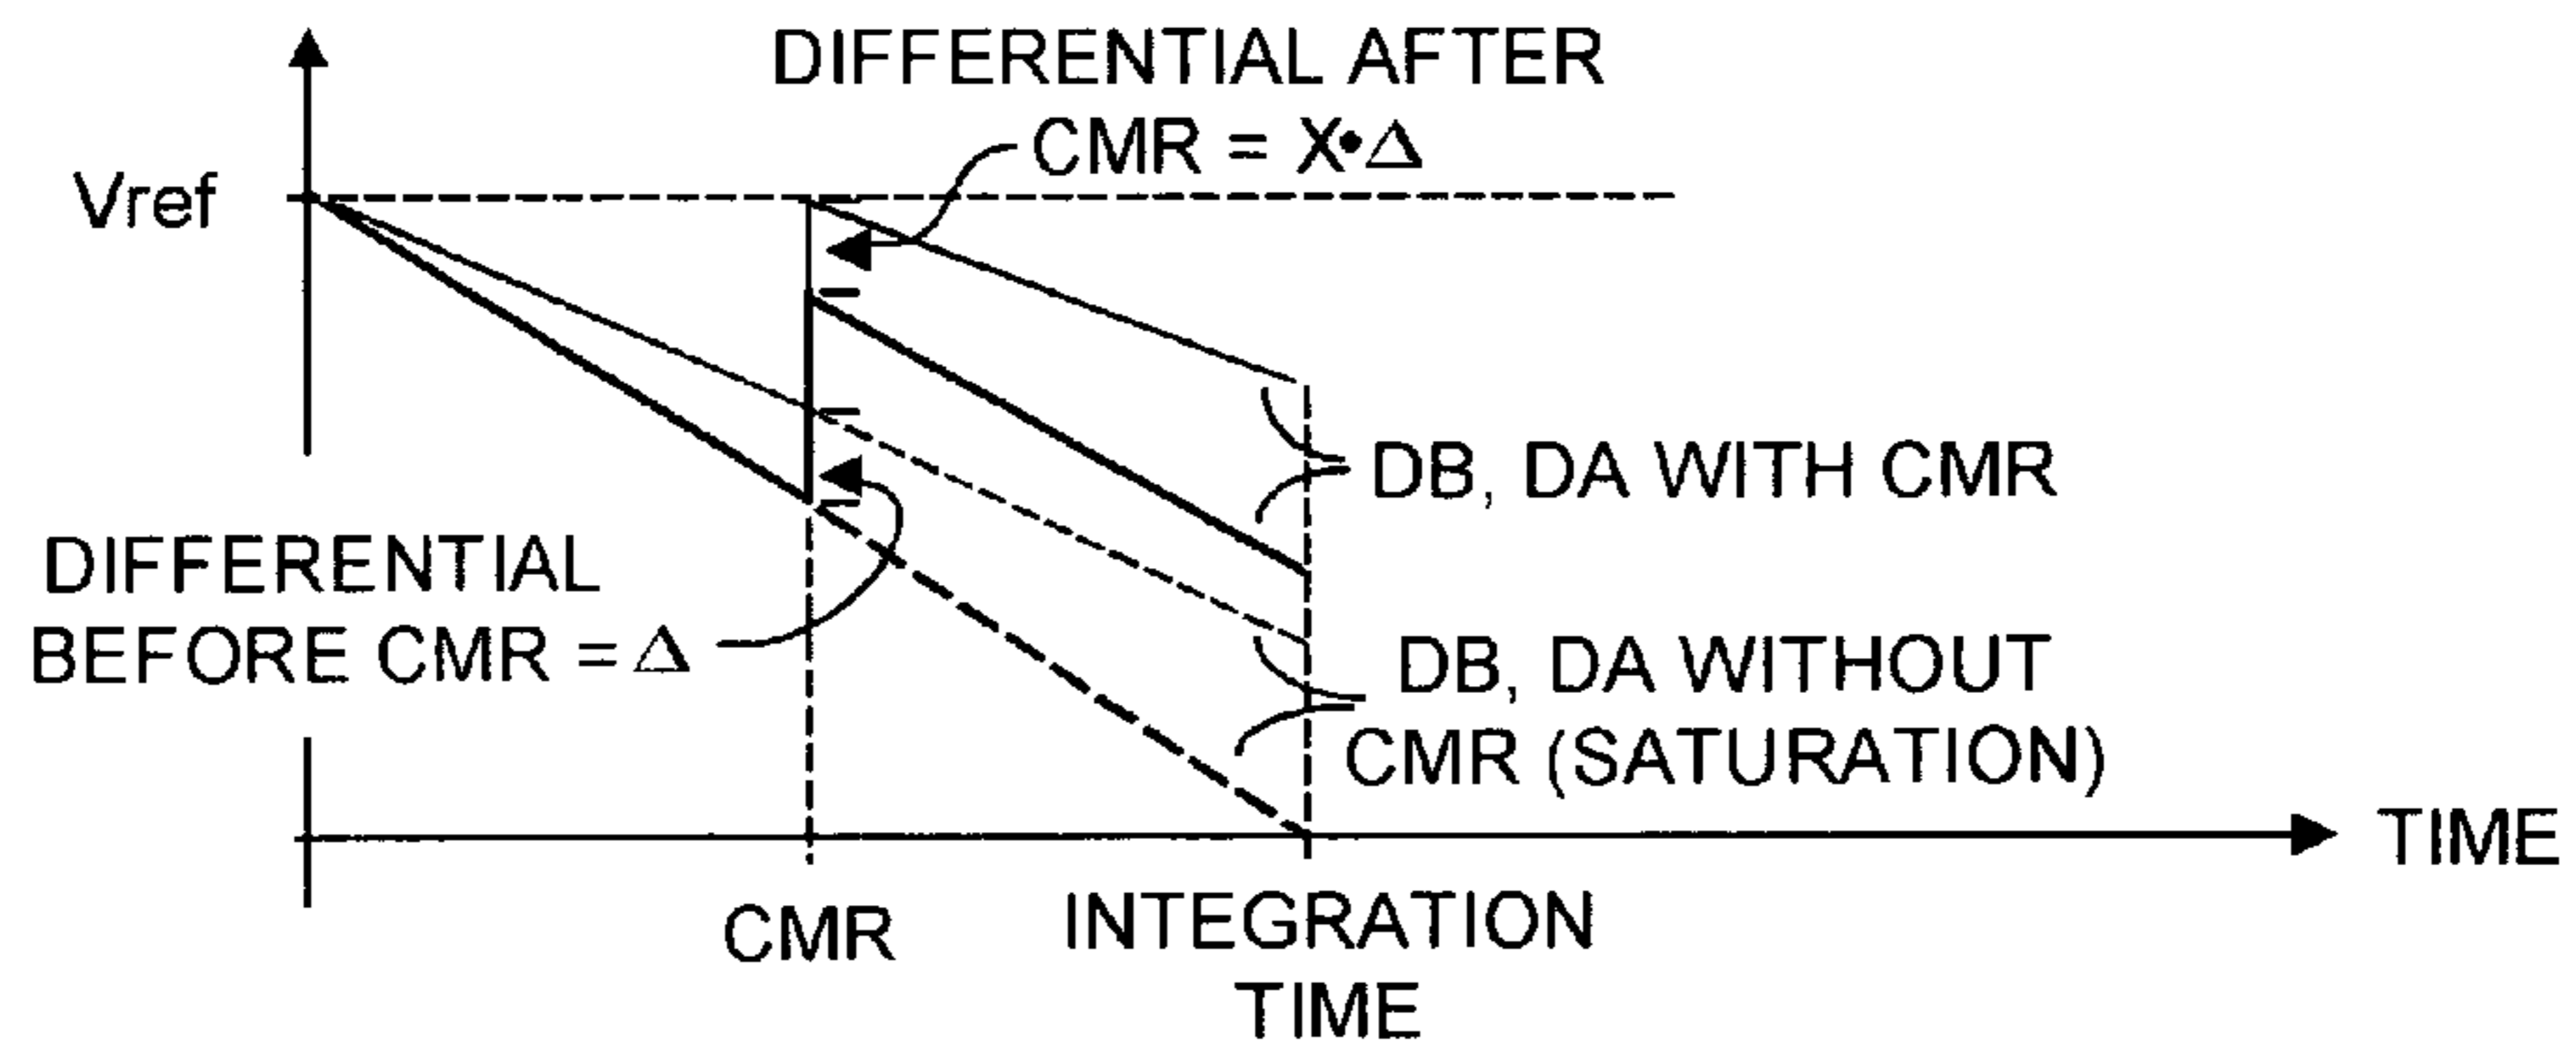 DIFFERENTIAL AFTER
CMR = X•Δ
Vref
DB, DA WITH CMR
DIFFERENTIAL
BEFORE CMR = Δ
DB, DA WITHOUT
CMR (SATURATION)
TIME
CMR
INTEGRATION
TIME